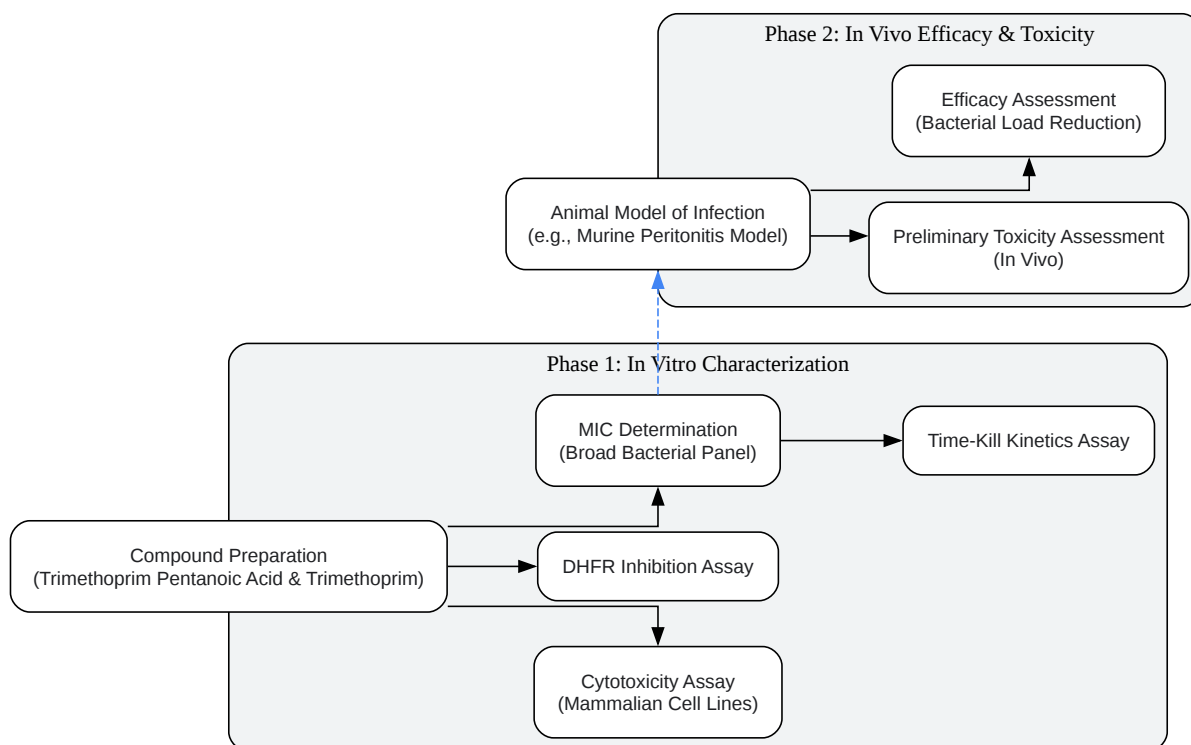 Phase 2: In Vivo Efficacy & Toxicity
Efficacy Assessment
(Bacterial Load Reduction)
Animal Model of Infection
(e.g., Murine Peritonitis Model)
Preliminary Toxicity Assessment
(In Vivo)
Phase 1: In Vitro Characterization
MIC Determination
(Broad Bacterial Panel)
Time-Kill Kinetics Assay
Compound Preparation
(Trimethoprim Pentanoic Acid & Trimethoprim)
DHFR Inhibition Assay
Cytotoxicity Assay
(Mammalian Cell Lines)